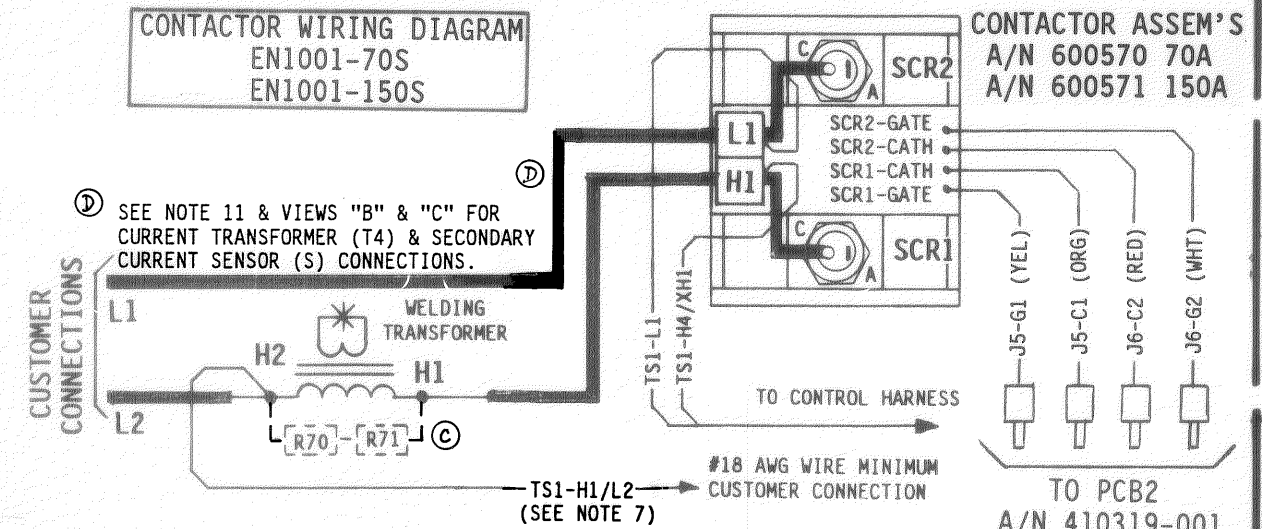 CONTACTOR WIRING DIAGRAM
EN1001-70S
EN1001-150S
CONTACTOR ASSEM'S
A/N 600570 70A
A/N 600571 150A
C
SCR2
A
L1
H1
SCR2-GATE
SCR2-CATH
SCR1-CATH
SCR1-GATE
C
SCR1
A
D
D
SEE NOTE 11 & VIEWS "B" & "C" FOR
CURRENT TRANSFORMER (T4) & SECONDARY
CURRENT SENSOR (S) CONNECTIONS.
CUSTOMER
CONNECTIONS
L1
WELDING
TRANSFORMER
H2
H1
L2
R70
R71
C
TS1-L1
TS1-H4/XH1
J5-G1 (YEL)
J5-C1 (ORG)
J6-C2 (RED)
J6-G2 (WHT)
TO CONTROL HARNESS
#18 AWG WIRE MINIMUM
CUSTOMER CONNECTION
TS1-H1/L2
(SEE NOTE 7)
TO PCB2
A/N 410319-001